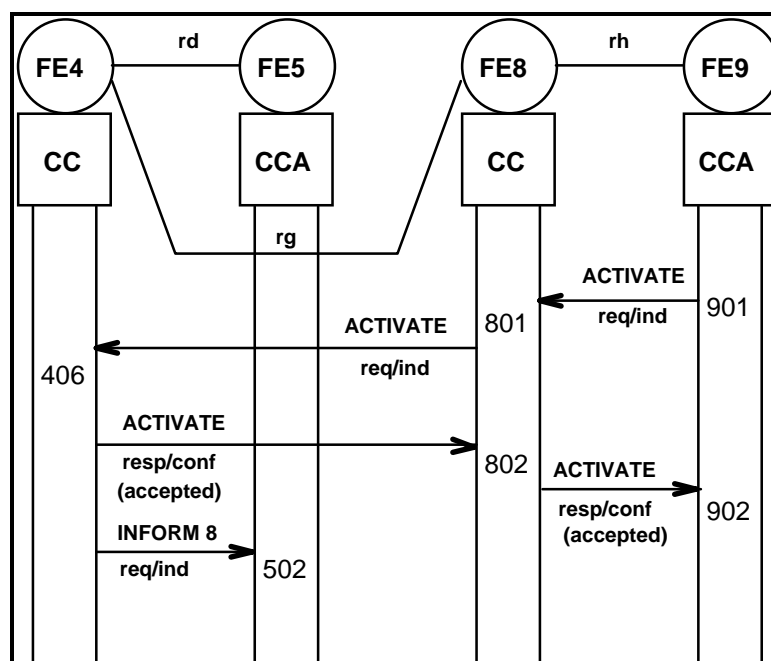 rd
rh
FE4
FE5
FE8
FE9
CC
CCA
CC
CCA
rg
ACTIVATE
req/ind
801
901
ACTIVATE
req/ind
406
ACTIVATE
resp/conf
(accepted)
802
ACTIVATE
resp/conf
(accepted)
902
INFORM 8
req/ind
502